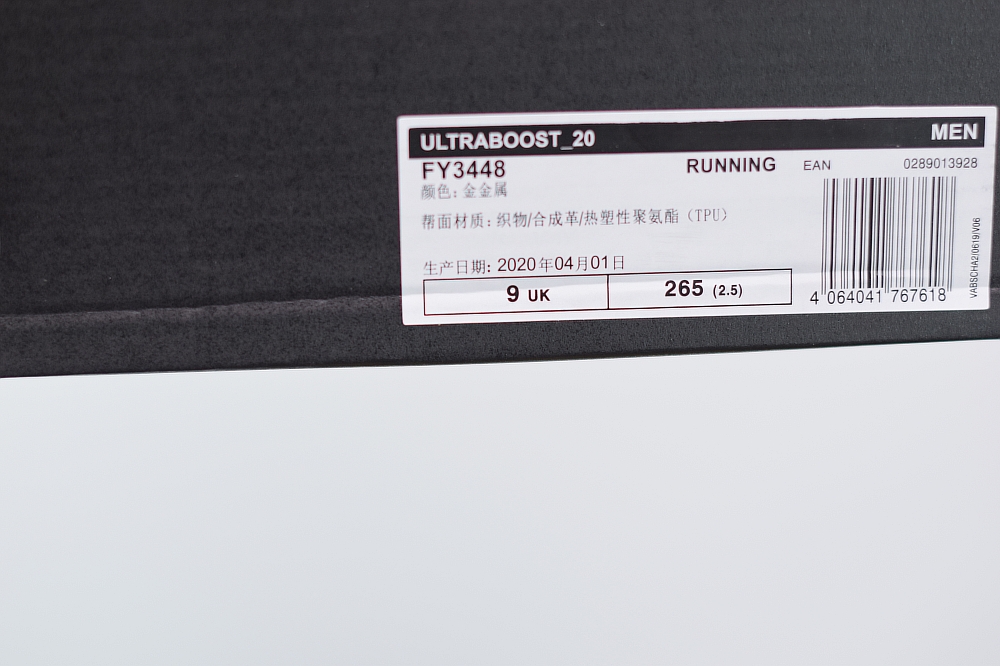 ULTRABOOST_20 MEN
FY3448 RUNNING EAN 0289013928
颜色: 金金属
帮面材质: 织物/合成革/热塑性聚氨酯（TPU）
生产日期: 2020年04月01日
9 UK 265 (2.5)
4 064041 767618
VABSCHA2/0619/V06